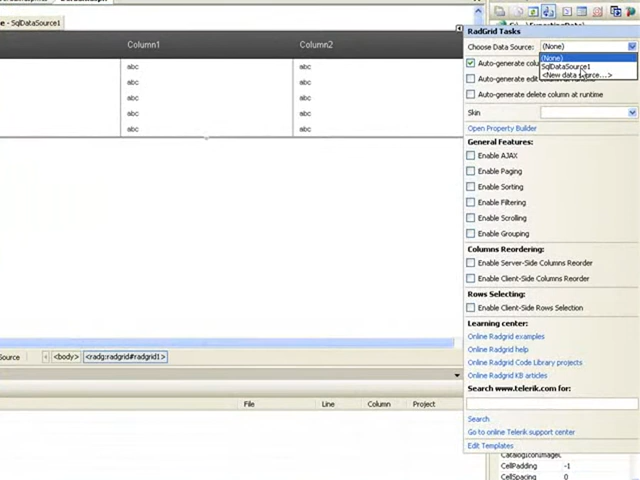 e - SqlDataSource1
RadGrid Tasks
Column1 Column2
Choose Data Source: (None)
(None)
abc abc
Auto-generate colu
SqlDataSource1
<New data source...>
abc abc
Auto-generate edit column at runtime
abc abc
Auto-generate delete column at runtime
abc abc
Skin
abc abc
Open Property Builder
General Features:
Enable AJAX
Enable Paging
Enable Sorting
Enable Filtering
Enable Scrolling
Enable Grouping
Columns Reordering:
Enable Server-Side Columns Reorder
Enable Client-Side Columns Reorder
Rows Selecting:
Enable Client-Side Rows Selection
Learning center:
Online Radgrid examples
Online Radgrid help
Source <body> <radg:radgrid#radgrid1>
Online Radgrid Code Library projects
Online Radgrid KB articles
Search www.telerik.com for:
File Line Column Project
Search
Go to online Telerik support center
Edit Templates
CatalogIconImageU
CellPadding -1
CellSpacing 0